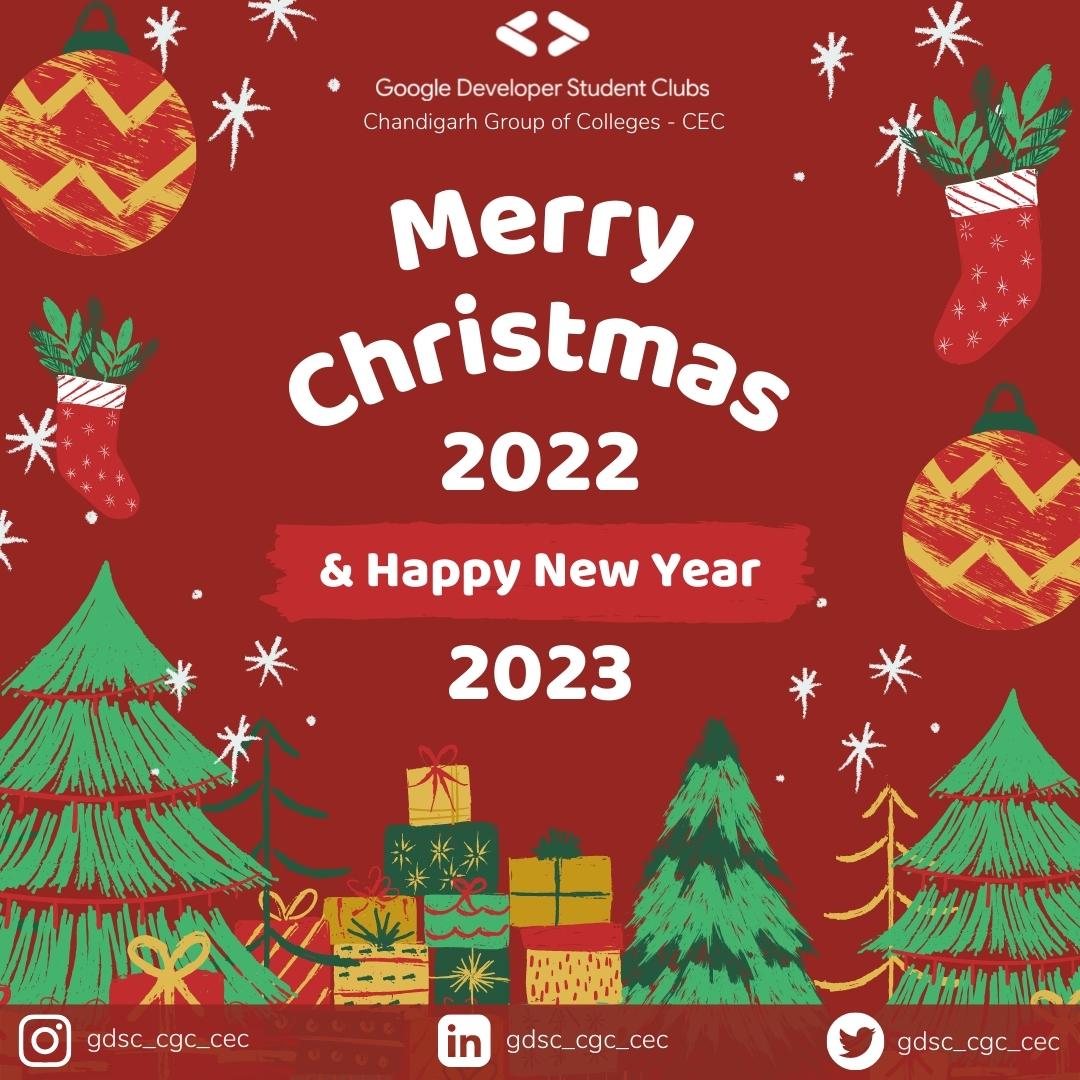 Google Developer Student Clubs
Chandigarh Group of Colleges - CEC
Merry
Christmas
2022
& Happy New Year
2023
gdsc_cgc_cec
gdsc_cgc_cec
gdsc_cgc_cec